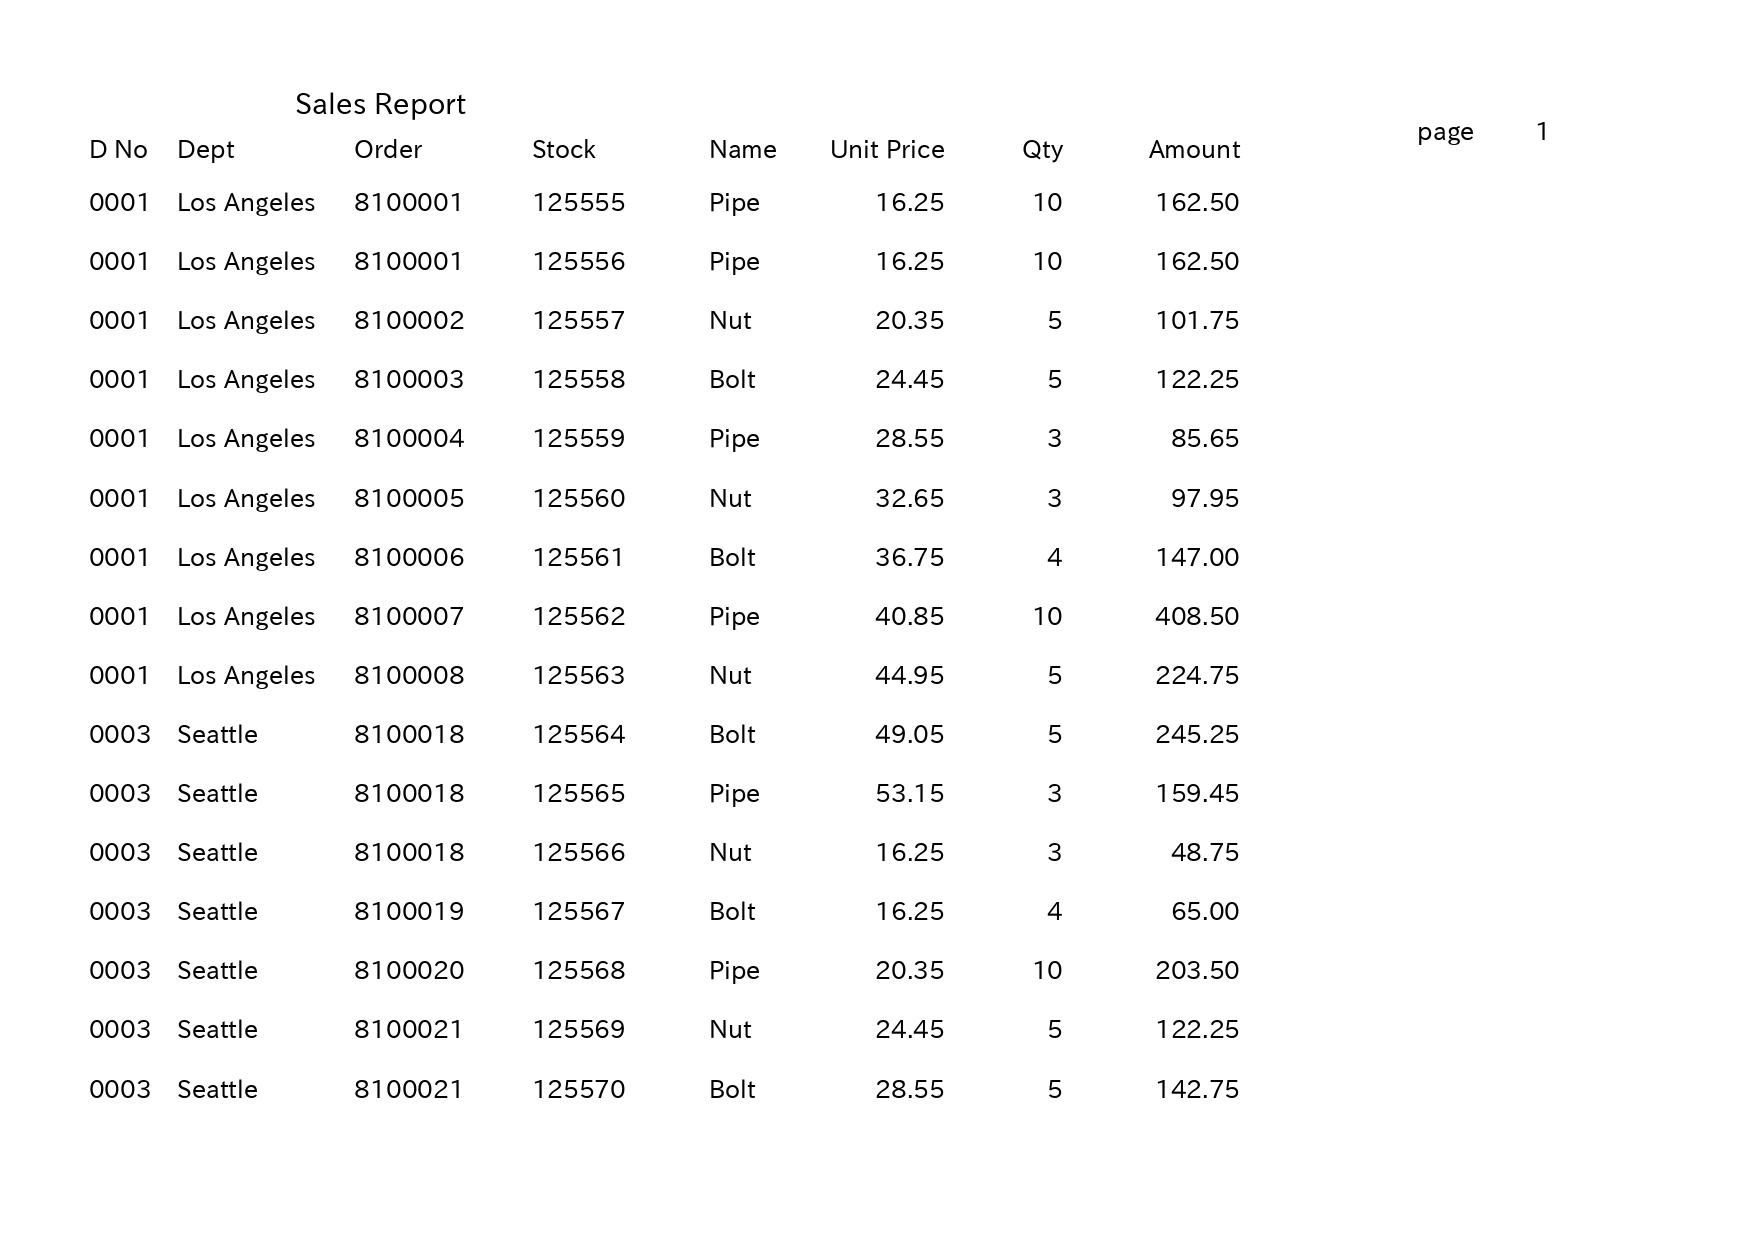 Sales Report
page 1
D No Dept Order Stock Name Unit Price Qty Amount
0001 Los Angeles 8100001 125555 Pipe 16.25 10 162.50
0001 Los Angeles 8100001 125556 Pipe 16.25 10 162.50
0001 Los Angeles 8100002 125557 Nut 20.35 5 101.75
0001 Los Angeles 8100003 125558 Bolt 24.45 5 122.25
0001 Los Angeles 8100004 125559 Pipe 28.55 3 85.65
0001 Los Angeles 8100005 125560 Nut 32.65 3 97.95
0001 Los Angeles 8100006 125561 Bolt 36.75 4 147.00
0001 Los Angeles 8100007 125562 Pipe 40.85 10 408.50
0001 Los Angeles 8100008 125563 Nut 44.95 5 224.75
0003 Seattle 8100018 125564 Bolt 49.05 5 245.25
0003 Seattle 8100018 125565 Pipe 53.15 3 159.45
0003 Seattle 8100018 125566 Nut 16.25 3 48.75
0003 Seattle 8100019 125567 Bolt 16.25 4 65.00
0003 Seattle 8100020 125568 Pipe 20.35 10 203.50
0003 Seattle 8100021 125569 Nut 24.45 5 122.25
0003 Seattle 8100021 125570 Bolt 28.55 5 142.75